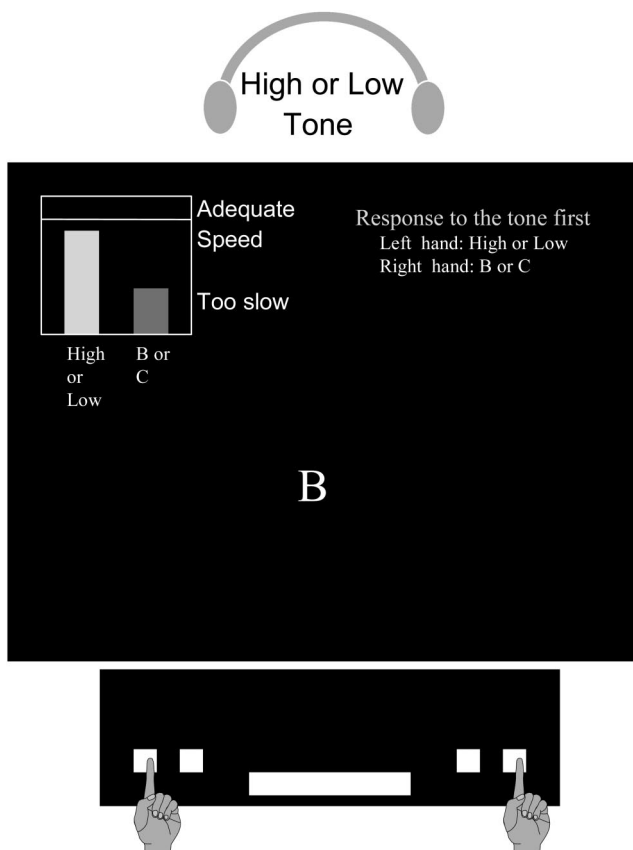 High or Low
Tone
Adequate
Speed
Too slow
High
or
Low
B or
C
Response to the tone first
Left hand: High or Low
Right hand: B or C
B